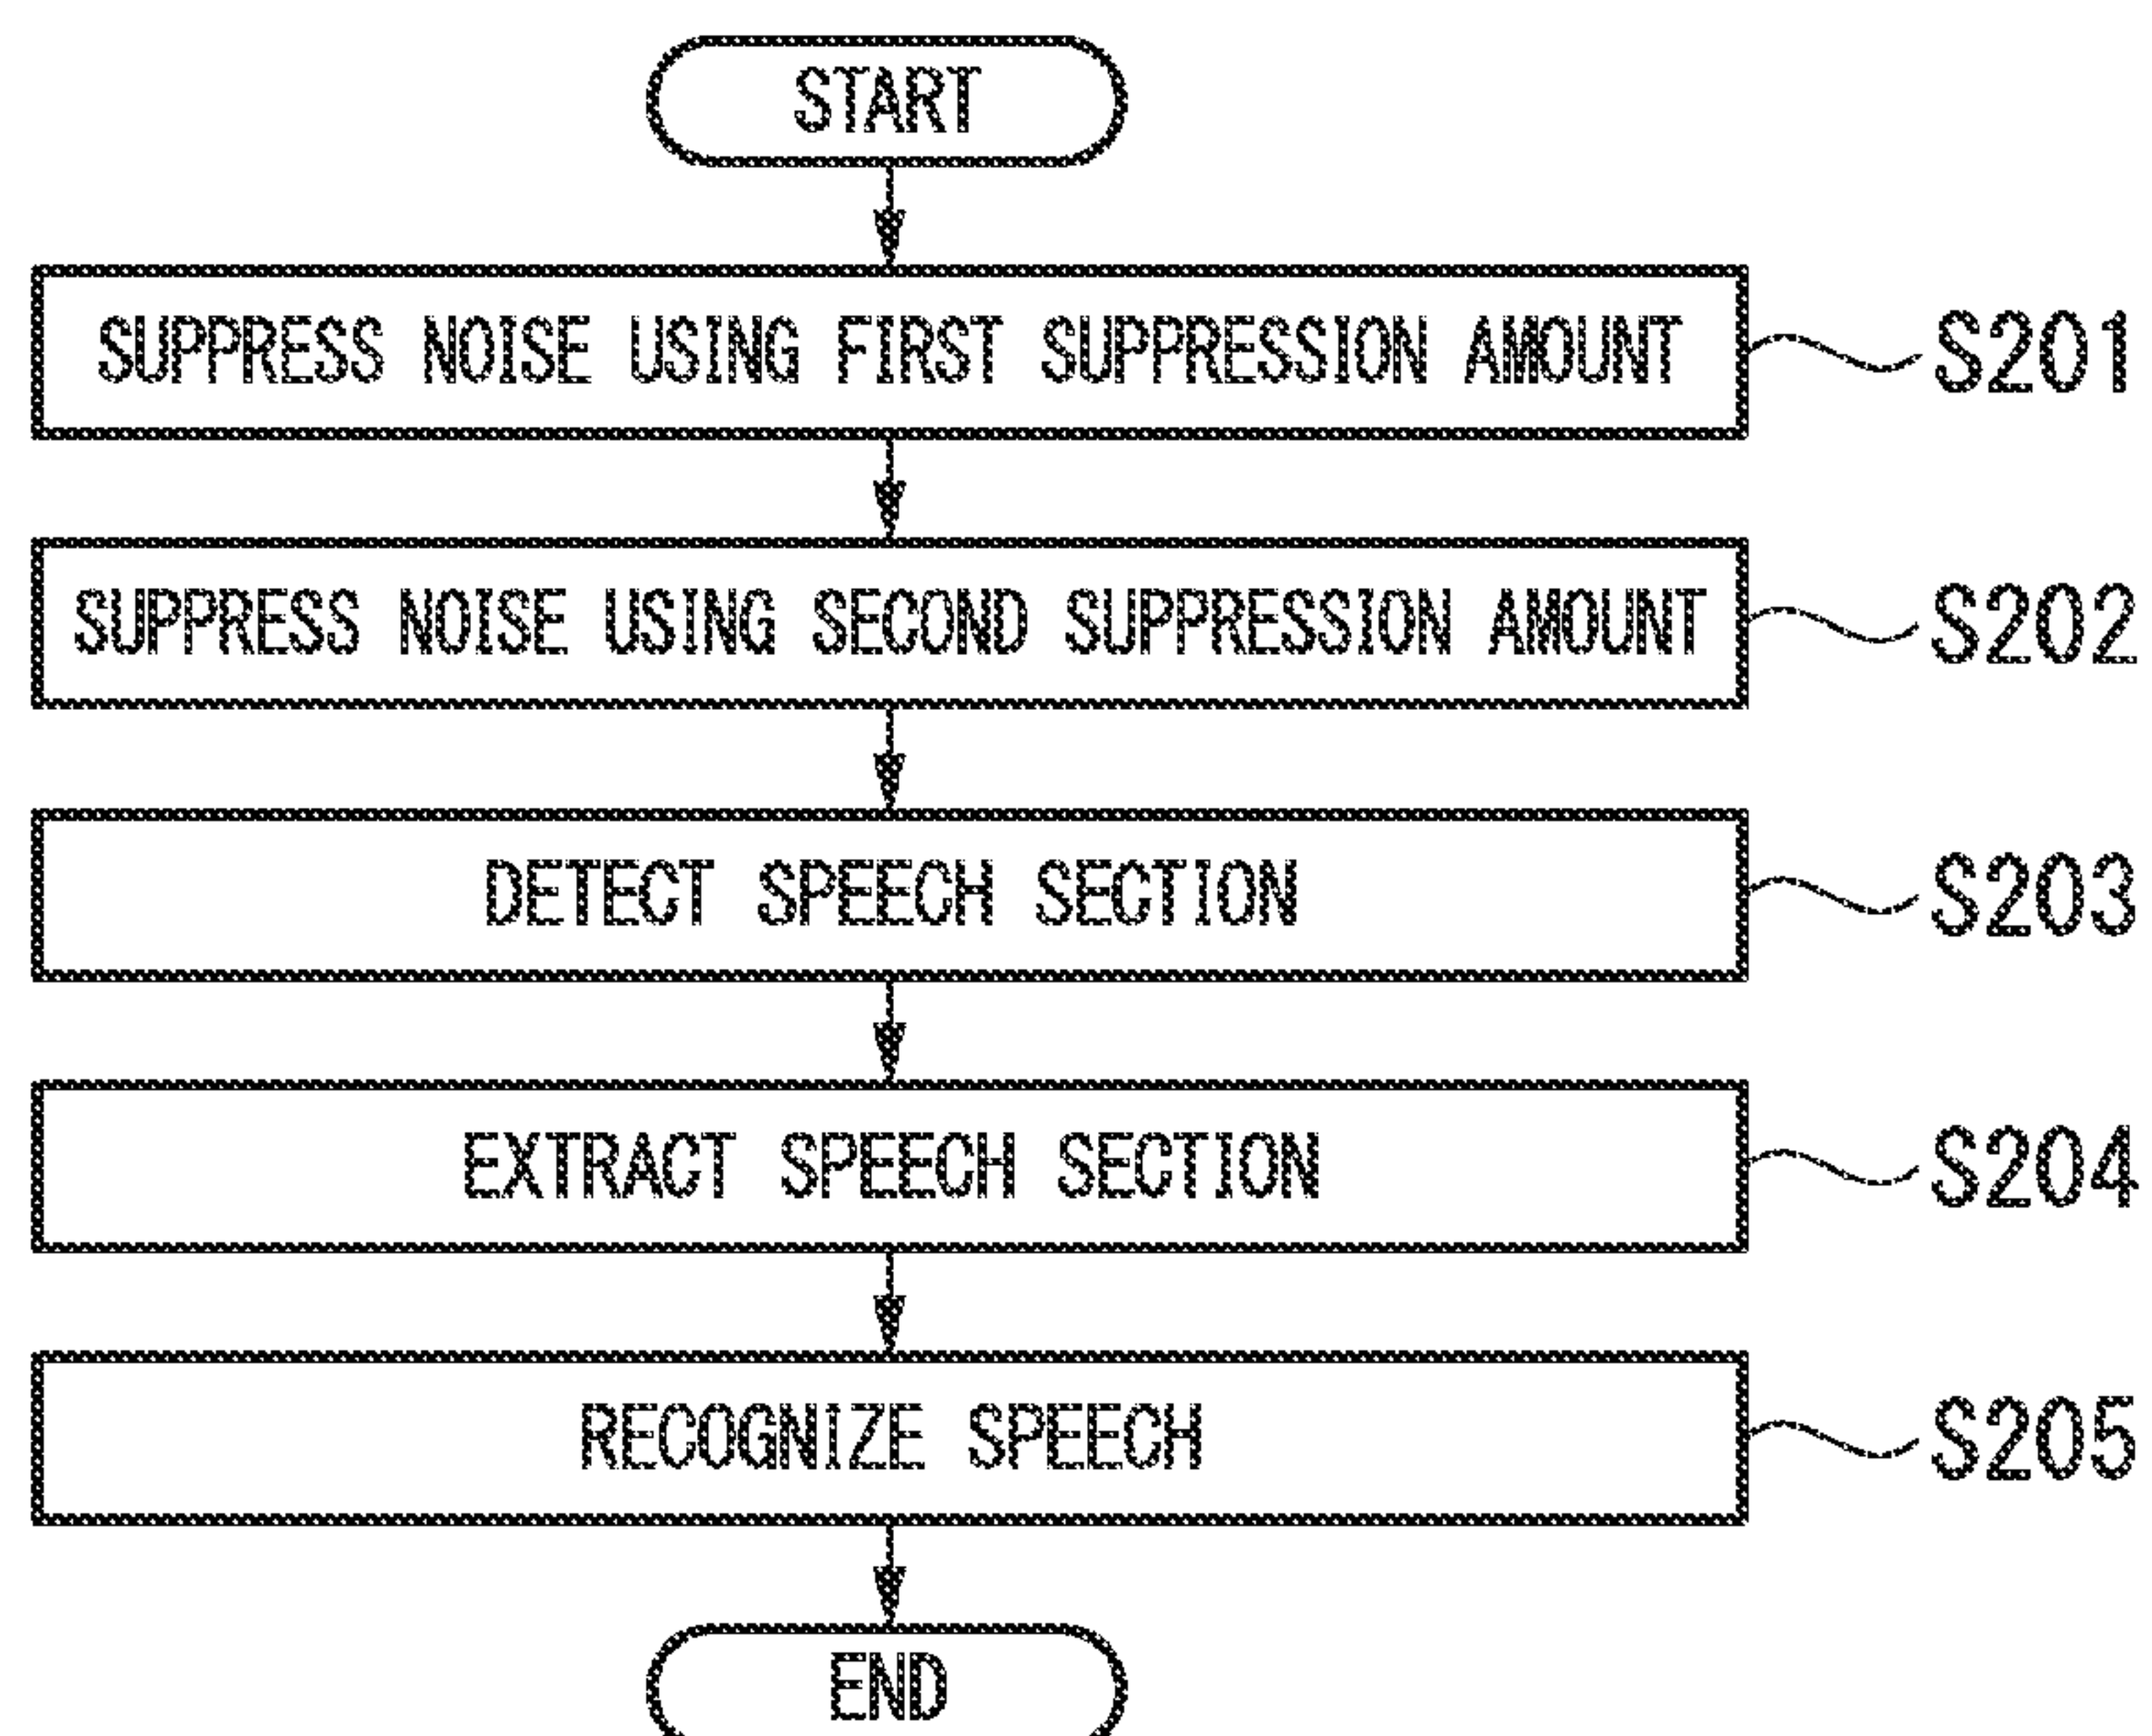 START
SUPPRESS NOISE USING FIRST SUPPRESSION AMOUNT
S201
SUPPRESS NOISE USING SECOND SUPPRESSION AMOUNT
S202
DETECT SPEECH SECTION
S203
EXTRACT SPEECH SECTION
S204
RECOGNIZE SPEECH
S205
END